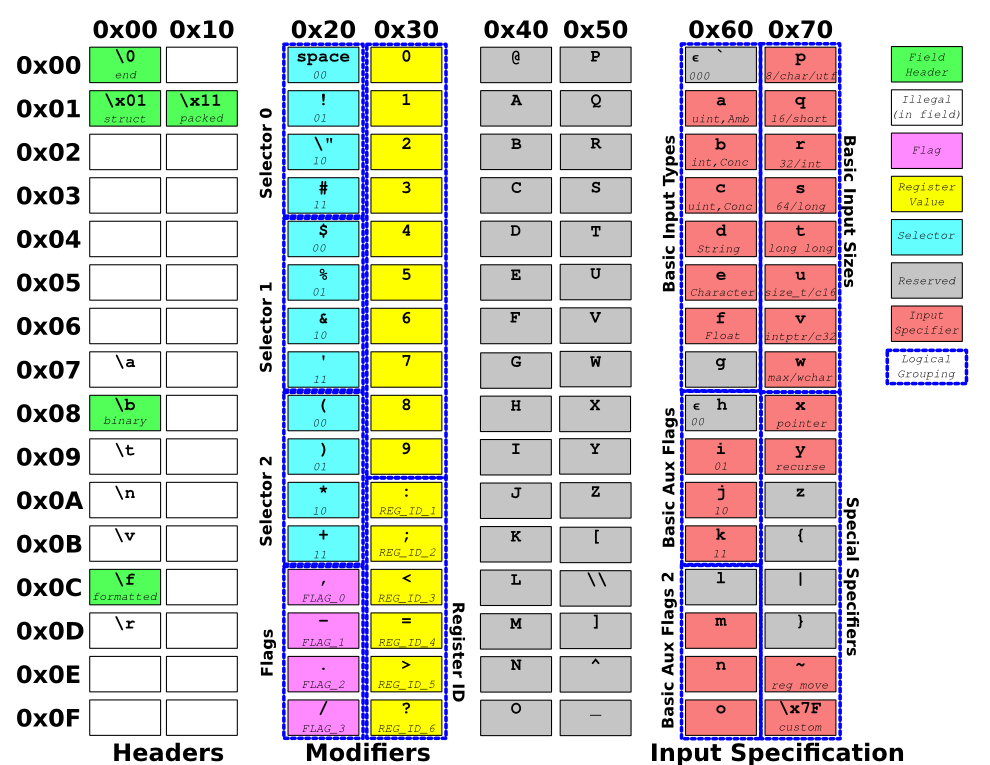 0x00 0x10 0x20 0x30 0x40 0x50 0x60 0x70
0x00 \0 space 0 @ P ϵ ` p
end 00 000 8/char/utf
0x01 \x01 \x11 ! 1 A Q a q
struct packed 01 uint,Amb 16/short
0x02 \" 2 B R b r
10 int,Conc 32/int
0x03 # 3 C S c s
11 uint,Conc 64/long
0x04 $ 4 D T d t
00 String long long
0x05 % 5 E U e u
01 Character size_t/c16
0x06 & 6 F V f v
10 Float intptr/c32
0x07 \a ' 7 G W g w
11 max/wchar
0x08 \b ( 8 H X ϵ h x
binary 00 00 pointer
0x09 \t ) 9 I Y i y
01 01 recurse
0x0A \n * : J Z j z
10 REG_ID_1 10
0x0B \v + ; K [ k {
11 REG_ID_2 11
0x0C \f , < L \\ l |
formatted FLAG_0 REG_ID_3
0x0D \r - = M ] m }
FLAG_1 REG_ID_4
0x0E . > N ^ n ~
FLAG_2 REG_ID_5 reg move
0x0F / ? O _ o \x7F
FLAG_3 REG_ID_6 custom
Headers Modifiers Input Specification
Selector 0
Selector 1
Selector 2
Flags
Register ID
Basic Input Types
Basic Aux Flags
Basic Aux Flags 2
Basic Input Sizes
Special Specifiers
Field
Header
Illegal
(in field)
Flag
Register
Value
Selector
Reserved
Input
Specifier
Logical
Grouping